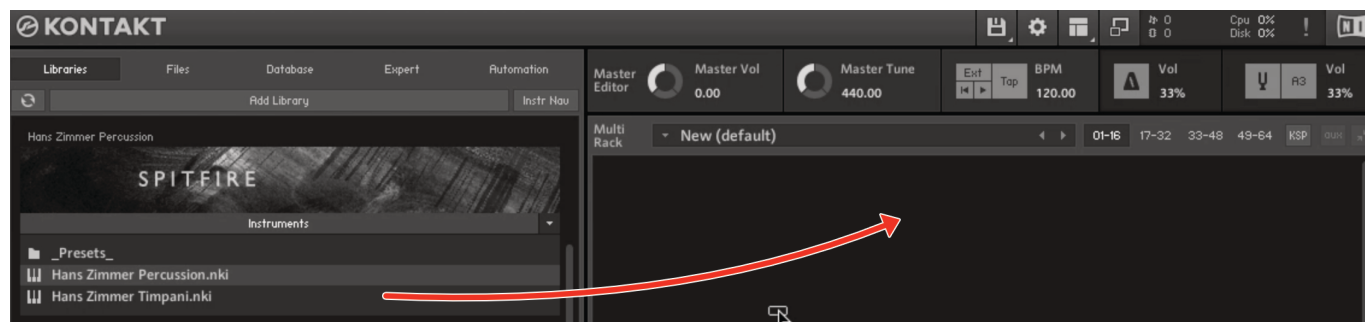 KONTAKT
0
0
Cpu 0%
Disk 0%
!
NI
Libraries Files Database Expert Automation
Add Library Instr Nav
Master Editor
Master Vol
0.00
Master Tune
440.00
Ext Tap
BPM
120.00
Vol
33%
A3
Vol
33%
Hans Zimmer Percussion
SPITFIRE
Instruments
_Presets_
Hans Zimmer Percussion.nki
Hans Zimmer Timpani.nki
Multi Rack
New (default)
01-16 17-32 33-48 49-64 KSP aux